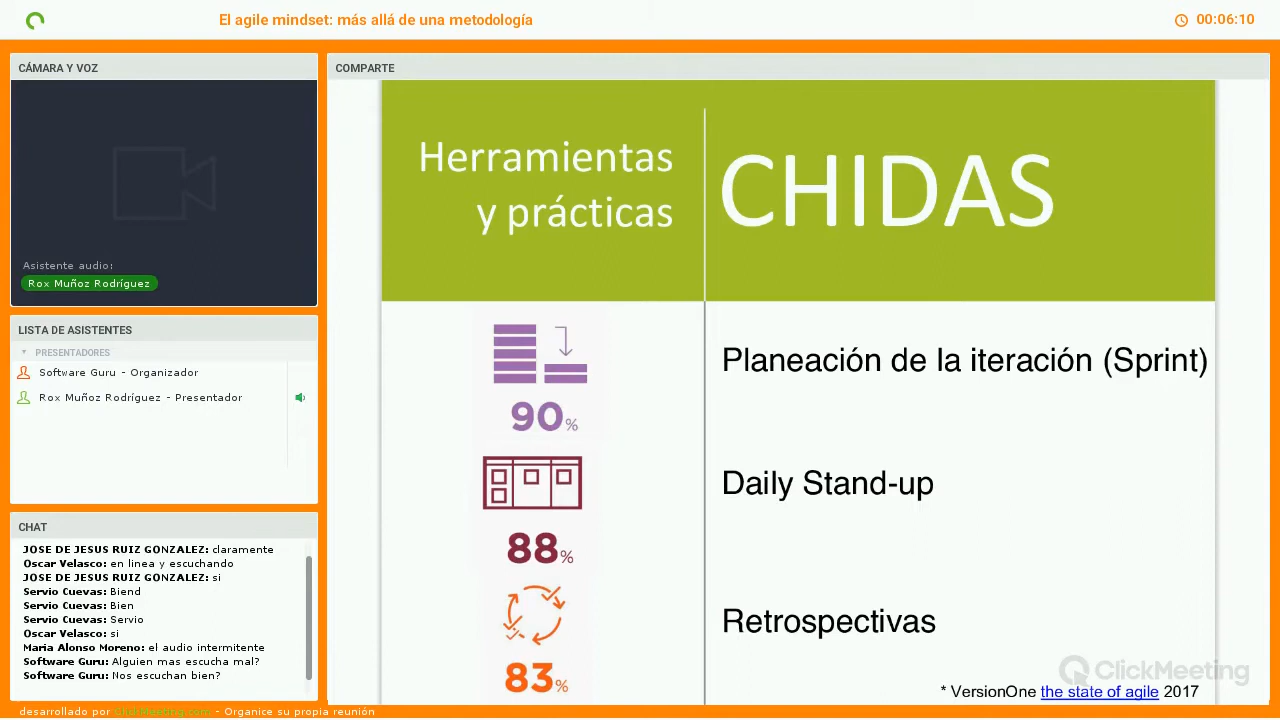 El agile mindset: más allá de una metodología
00:06:10
CÁMARA Y VOZ
Asistente audio:
Rox Muñoz Rodríguez
LISTA DE ASISTENTES
PRESENTADORES
Software Guru - Organizador
Rox Muñoz Rodríguez - Presentador
CHAT
JOSE DE JESUS RUIZ GONZALEZ: claramente
Oscar Velasco: en linea y escuchando
JOSE DE JESUS RUIZ GONZALEZ: si
Servio Cuevas: Biend
Servio Cuevas: Bien
Servio Cuevas: Servio
Oscar Velasco: si
Maria Alonso Moreno: el audio intermitente
Software Guru: Alguien mas escucha mal?
Software Guru: Nos escuchan bien?
COMPARTE
Herramientas
y prácticas
CHIDAS
90%
Planeación de la iteración (Sprint)
88%
Daily Stand-up
83%
Retrospectivas
ClickMeeting
* VersionOne the state of agile 2017
desarrollado por ClickMeeting.com - Organice su propia reunión